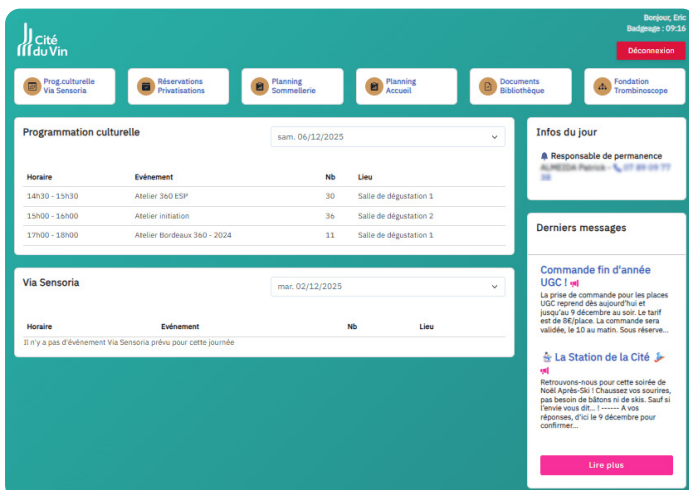 Cité
du Vin
Bonjour, Eric
Badgeage : 09:16
Déconnexion
Prog.culturelle
Via Sensoria
Réservations
Privatisations
Planning
Sommellerie
Planning
Accueil
Documents
Bibliothèque
Fondation
Trombinoscope
Programmation culturelle
sam. 06/12/2025
Horaire Evénement Nb Lieu
14h30 - 15h30 Atelier 360 ESP 30 Salle de dégustation 1
15h00 - 16h00 Atelier initiation 36 Salle de dégustation 2
17h00 - 18h00 Atelier Bordeaux 360 - 2024 11 Salle de dégustation 1
Via Sensoria
mar. 02/12/2025
Horaire Evénement Nb Lieu
Il n'y a pas d'événement Via Sensoria prévu pour cette journée
Infos du jour
Responsable de permanence
Derniers messages
Commande fin d'année
UGC !
La prise de commande pour les places
UGC reprend dès aujourd'hui et
jusqu'au 9 décembre au soir. Le tarif
est de 8€/place. La commande sera
validée, le 10 au matin. Sous réserve...
La Station de la Cité
Retrouvons-nous pour cette soirée de
Noël Après-Ski ! Chaussez vos sourires,
pas besoin de bâtons ni de skis. Sauf si
l'envie vous dit... ! ------ A vos
réponses, d'ici le 9 décembre pour
confirmer...
Lire plus